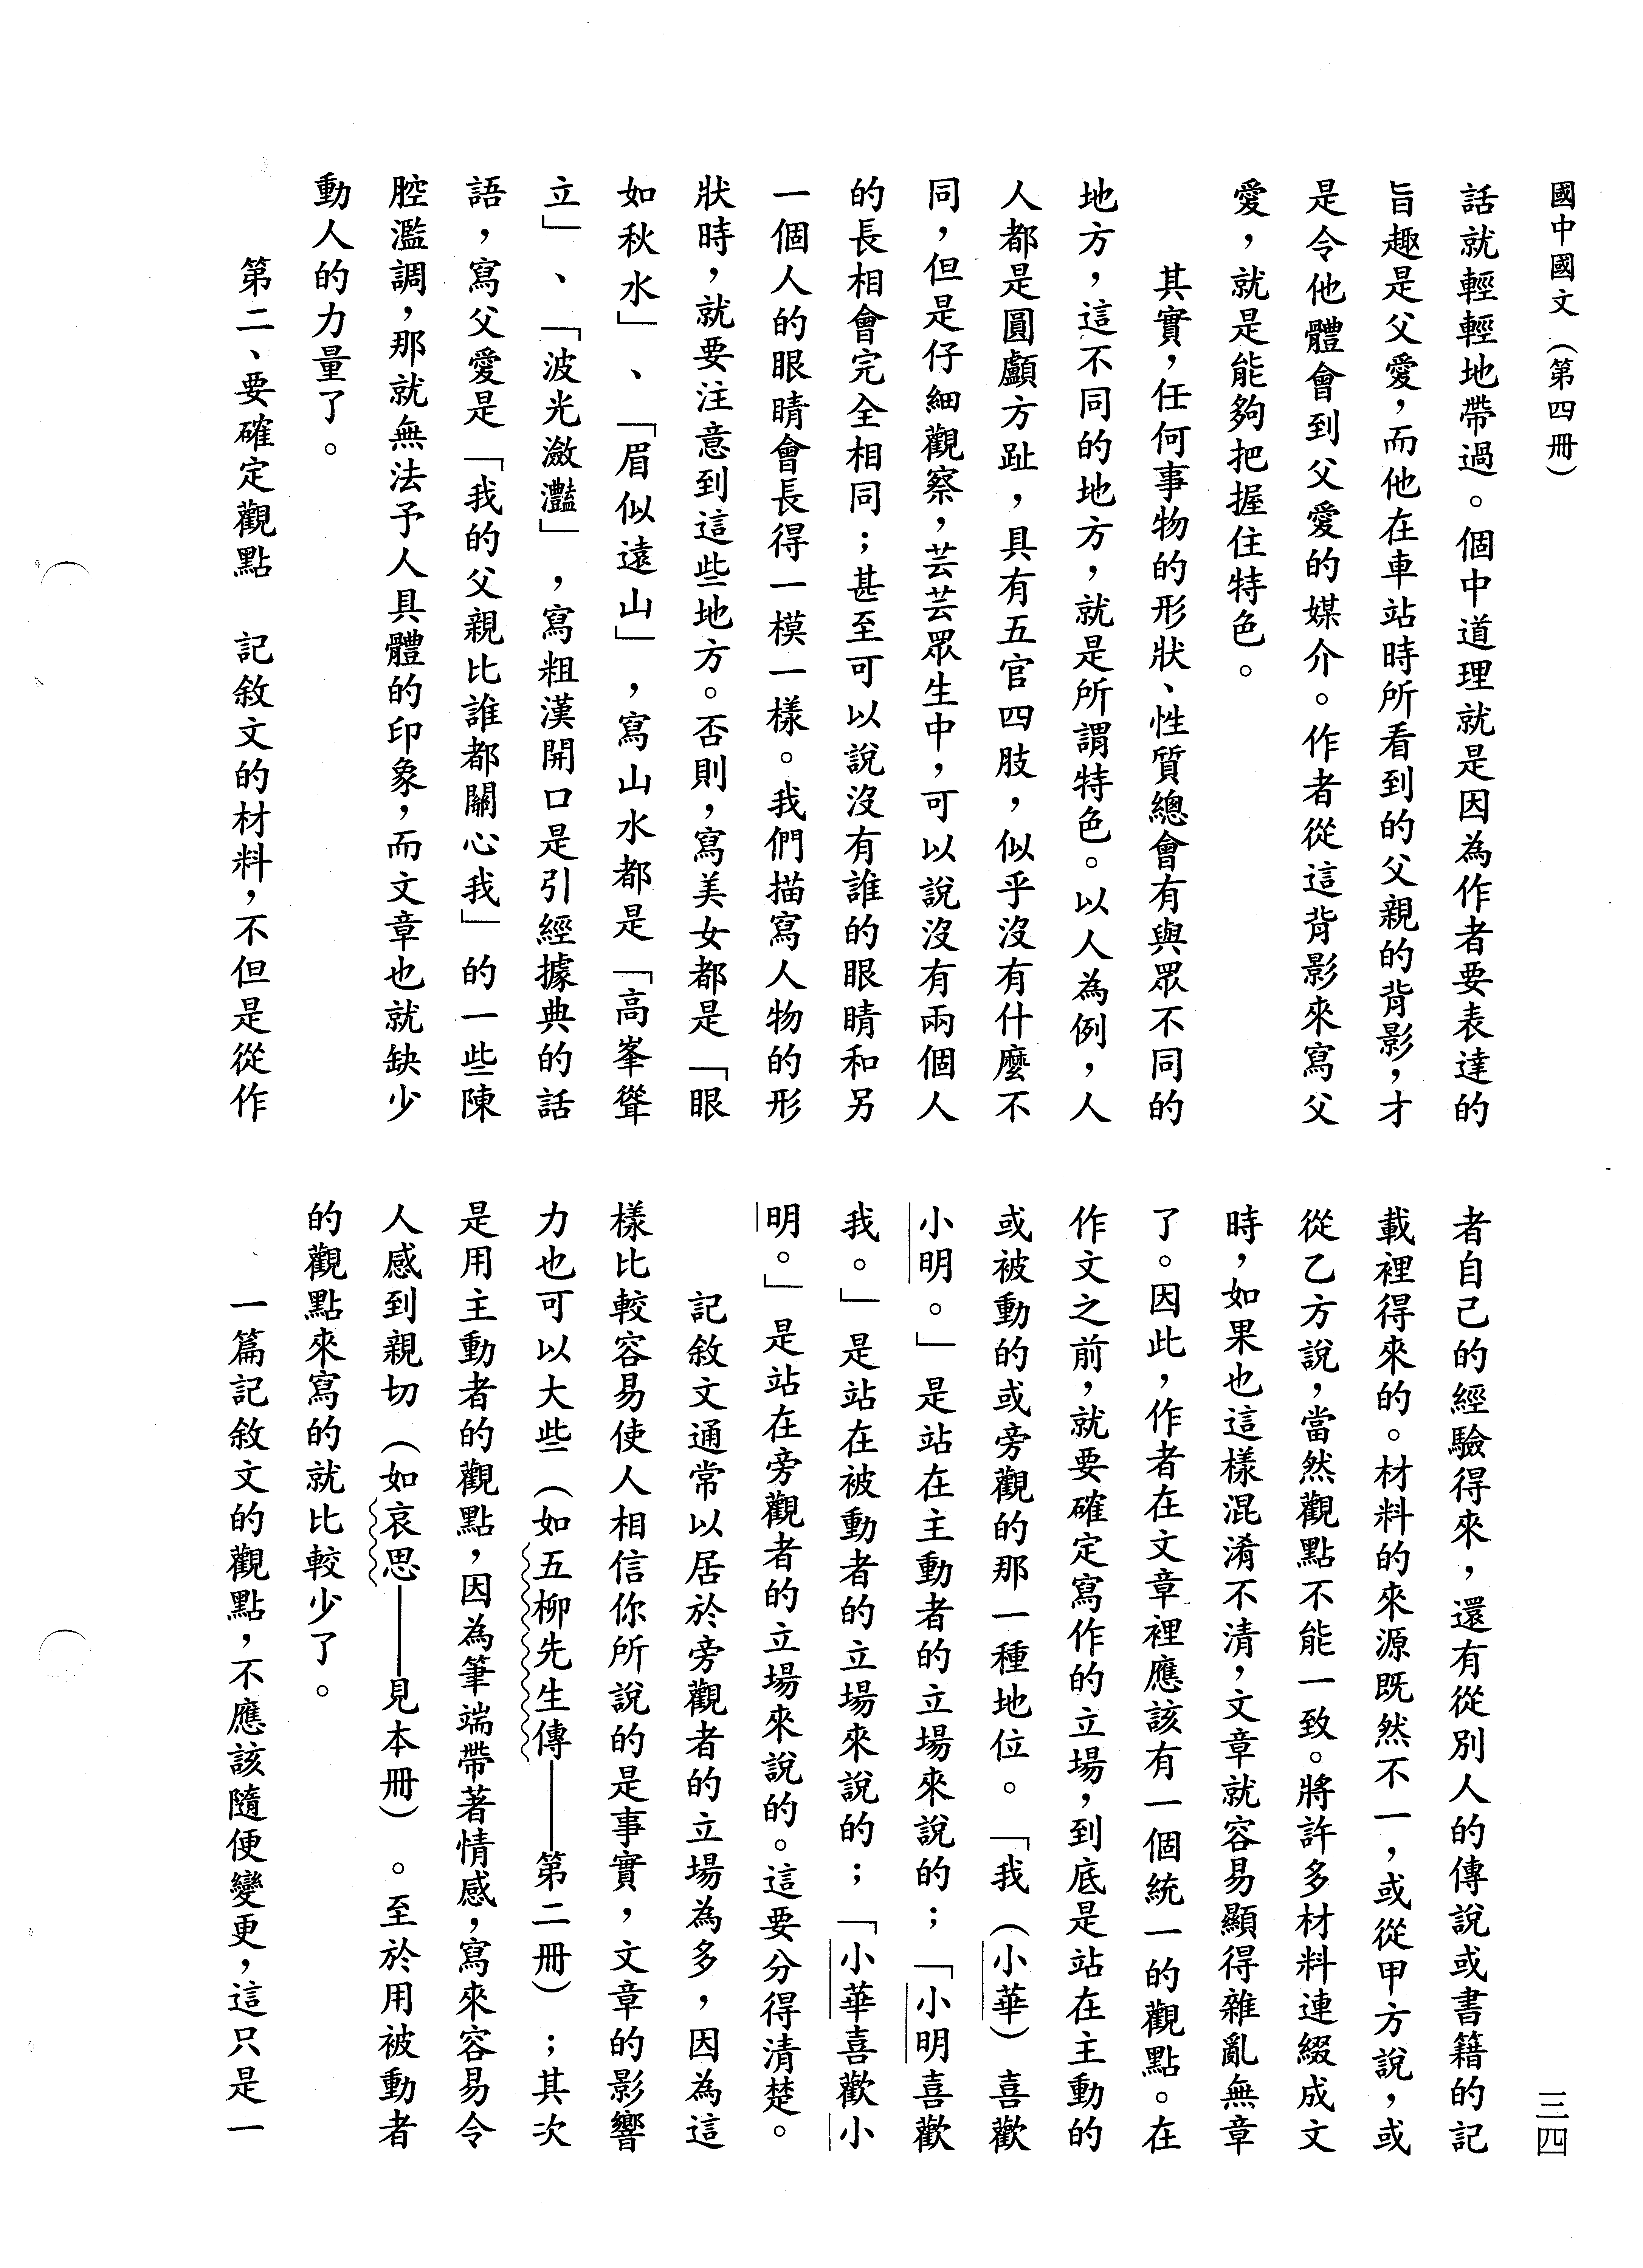 國中國文（第四冊）
話就輕輕地帶過。個中道理就是因為作者要表達的
旨趣是父愛，而他在車站時所看到的父親的背影，才
是令他體會到父愛的媒介。作者從這背影來寫父
愛，就是能夠把握住特色。
其實，任何事物的形狀、性質總會有與眾不同的
地方，這不同的地方，就是所謂特色。以人為例，人
人都是圓顱方趾，具有五官四肢，似乎沒有什麼不
同，但是仔細觀察，芸芸眾生中，可以說沒有兩個人
的長相會完全相同；甚至可以說沒有誰的眼睛和另
一個人的眼睛會長得一模一樣。我們描寫人物的形
狀時，就要注意到這些地方。否則，寫美女都是「眼
如秋水」、「眉似遠山」，寫山水都是「高峯聳
立」、「波光瀲灩」，寫粗漢開口是引經據典的話
語，寫父愛是「我的父親比誰都關心我」的一些陳
腔濫調，那就無法予人具體的印象，而文章也就缺少
動人的力量了。
第二、要確定觀點　記敘文的材料，不但是從作
者自己的經驗得來，還有從別人的傳說或書籍的記
載裡得來的。材料的來源既然不一，或從甲方說，或
從乙方說，當然觀點不能一致。將許多材料連綴成文
時，如果也這樣混淆不清，文章就容易顯得雜亂無章
了。因此，作者在文章裡應該有一個統一的觀點。在
作文之前，就要確定寫作的立場，到底是站在主動的
或被動的或旁觀的那一種地位。「我（小華）喜歡
小明。」是站在主動者的立場來說的；「小明喜歡
我。」是站在被動者的立場來說的；「小華喜歡小
明。」是站在旁觀者的立場來說的。這要分得清楚。
記敘文通常以居於旁觀者的立場為多，因為這
樣比較容易使人相信你所說的是事實，文章的影響
力也可以大些（如五柳先生傳——第二冊）；其次
是用主動者的觀點，因為筆端帶著情感，寫來容易令
人感到親切（如哀思——見本冊）。至於用被動者
的觀點來寫的就比較少了。
一篇記敘文的觀點，不應該隨便變更，這只是一
三四